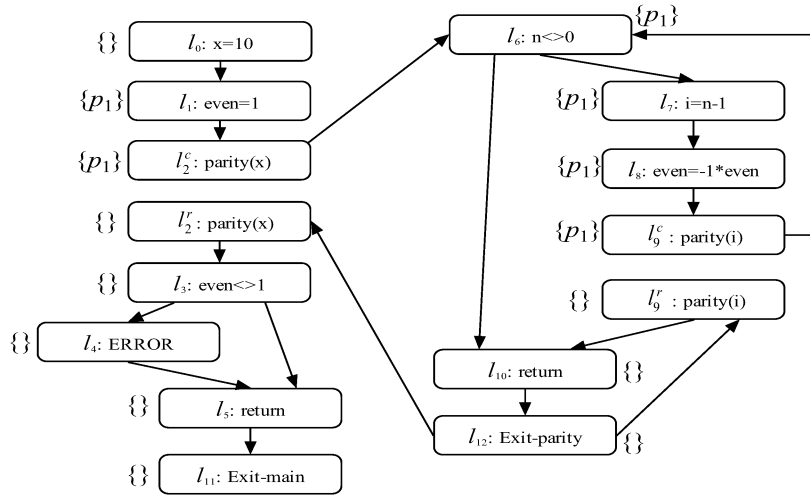 {} l₀: x=10
{p₁} l₁: even=1
{p₁} l₂ᶜ: parity(x)
{} l₂ʳ: parity(x)
{} l₃: even<>1
{} l₄: ERROR
{} l₅: return
{} l₁₁: Exit-main
l₆: n<>0 {p₁}
{p₁} l₇: i=n-1
{p₁} l₈: even=-1*even
{p₁} l₉ᶜ: parity(i)
{} l₉ʳ : parity(i)
l₁₀: return {}
l₁₂: Exit-parity {}